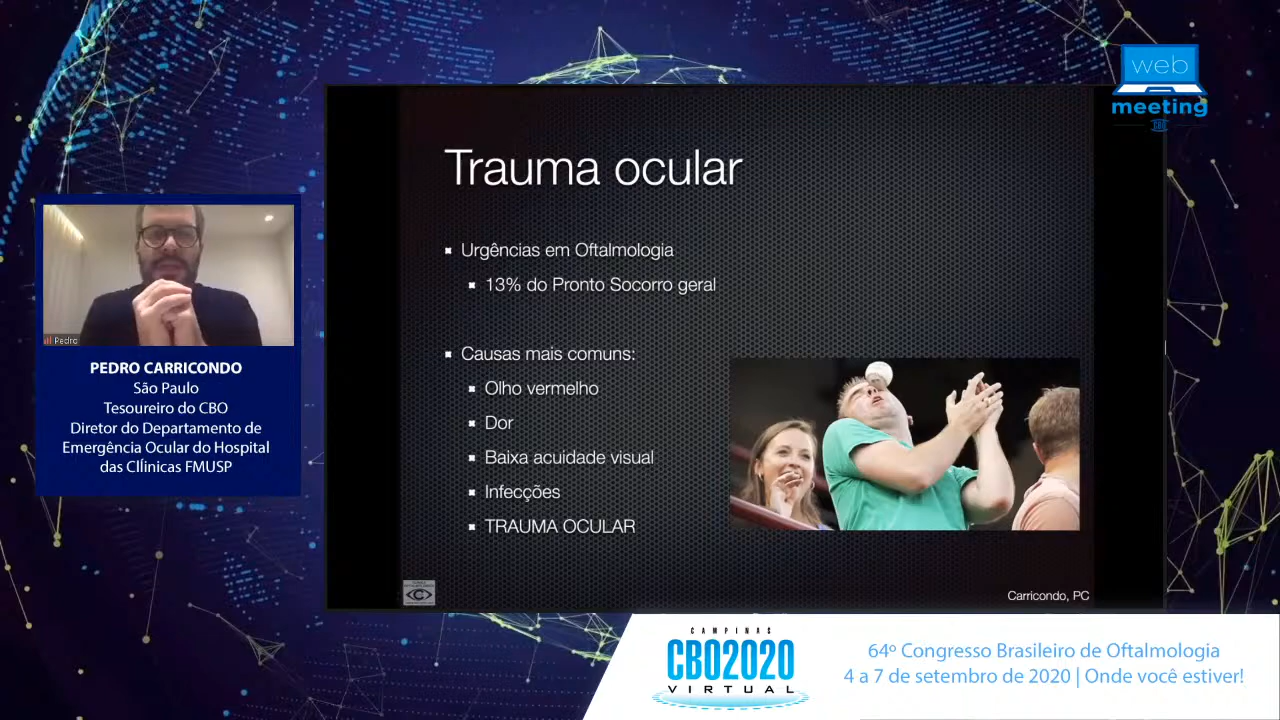 web
meeting
Trauma ocular
Urgências em Oftalmologia
13% do Pronto Socorro geral
Causas mais comuns:
Olho vermelho
Dor
Baixa acuidade visual
Infecções
TRAUMA OCULAR
Carricondo, PC
Pedro
PEDRO CARRICONDO
São Paulo
Tesoureiro do CBO
Diretor do Departamento de
Emergência Ocular do Hospital
das ClÍinicas FMUSP
CAMPINAS
CBO2020
VIRTUAL
64º Congresso Brasileiro de Oftalmologia
4 a 7 de setembro de 2020 | Onde você estiver!